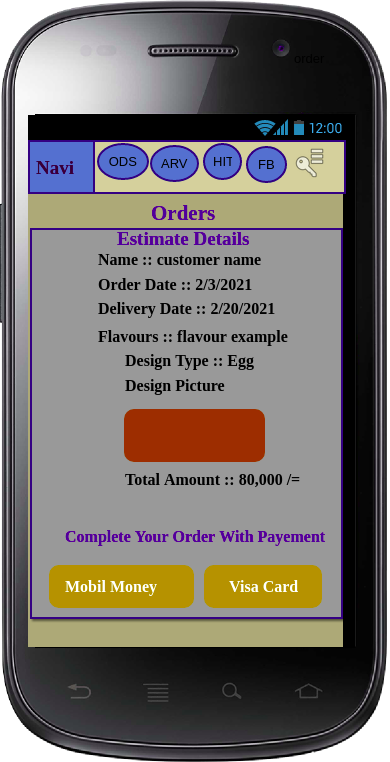 order
12:00
Navi
ODS ARV HIT FB
Orders
Estimate Details
Name :: customer name
Order Date :: 2/3/2021
Delivery Date :: 2/20/2021
Flavours :: flavour example
Design Type :: Egg
Design Picture
Total Amount :: 80,000 /=
Complete Your Order With Payement
Mobil Money Visa Card